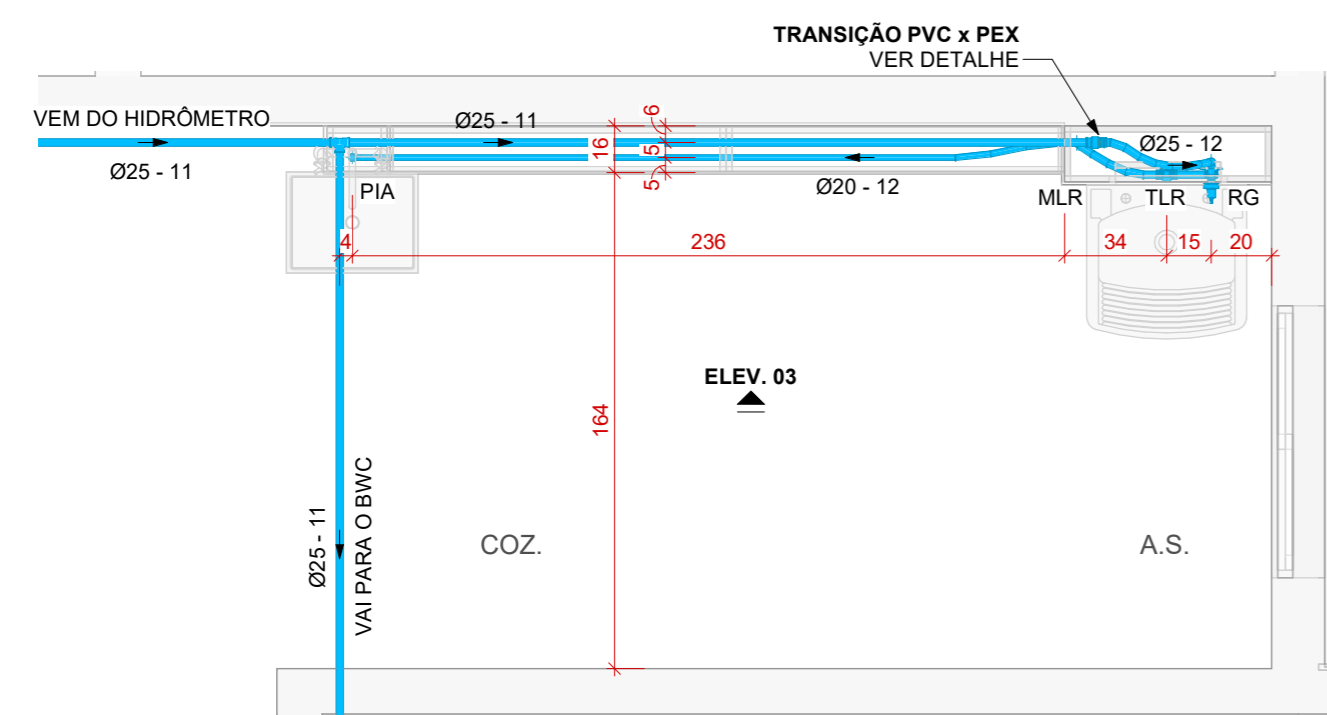 TRANSIÇÃO PVC x PEX
VER DETALHE
VEM DO HIDRÔMETRO
Ø25 - 11
Ø25 - 11
6
16
5
5
Ø25 - 12
Ø20 - 12
PIA
MLR
TLR
RG
4
236
34
15
20
ELEV. 03
164
Ø25 - 11
VAI PARA O BWC
COZ.
A.S.